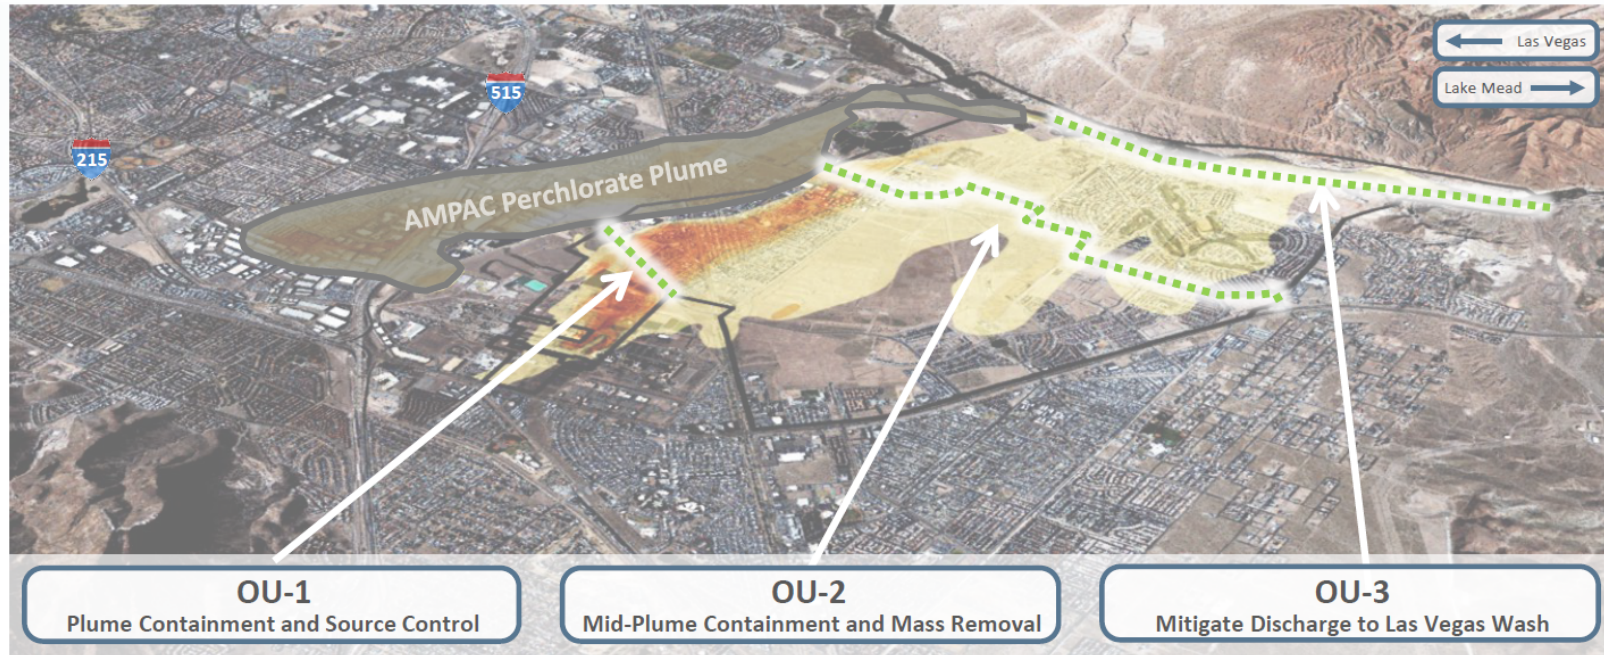 Las Vegas
Lake Mead
515
215
AMPAC Perchlorate Plume
OU-1
Plume Containment and Source Control
OU-2
Mid-Plume Containment and Mass Removal
OU-3
Mitigate Discharge to Las Vegas Wash